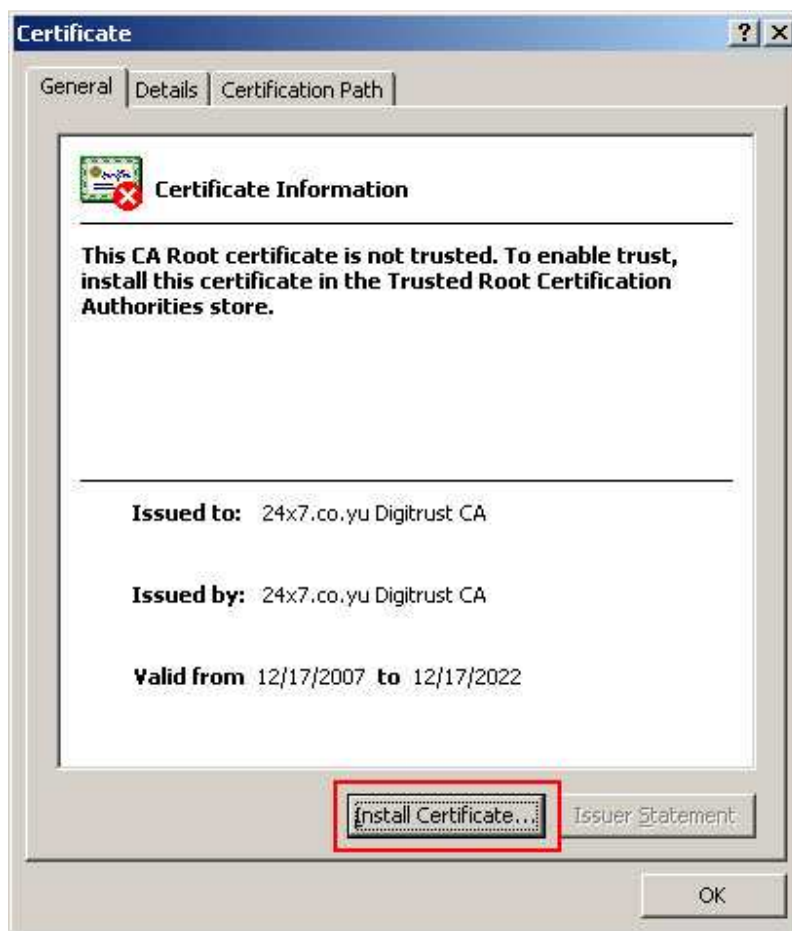 Certificate
General Details Certification Path
Certificate Information
This CA Root certificate is not trusted. To enable trust,
install this certificate in the Trusted Root Certification
Authorities store.
Issued to: 24x7.co.yu Digitrust CA
Issued by: 24x7.co.yu Digitrust CA
Valid from 12/17/2007 to 12/17/2022
Install Certificate... Issuer Statement
OK